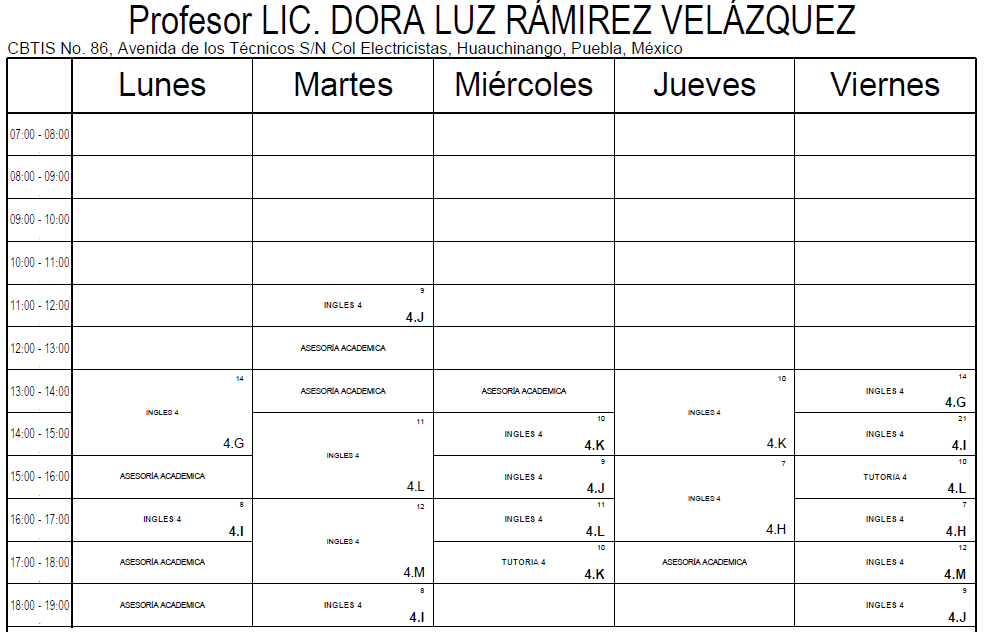 Profesor LIC. DORA LUZ RÁMIREZ VELÁZQUEZ
CBTIS No. 86, Avenida de los Técnicos S/N Col Electricistas, Huauchinango, Puebla, México
Lunes Martes Miércoles Jueves Viernes
07:00 - 08:00
08:00 - 09:00
09:00 - 10:00
10:00 - 11:00
9
11:00 - 12:00 INGLES 4
4.J
12:00 - 13:00 ASESORÍA ACADEMICA
14 10 14
13:00 - 14:00 ASESORÍA ACADEMICA ASESORÍA ACADEMICA INGLES 4
4.G
INGLES 4 INGLES 4
11 10 21
14:00 - 15:00 INGLES 4 INGLES 4
4.G 4.K 4.K 4.I
INGLES 4
9 7 10
15:00 - 16:00 ASESORÍA ACADEMICA INGLES 4 TUTORIA 4
4.L 4.J 4.L
INGLES 4
8 12 11 7
16:00 - 17:00 INGLES 4 INGLES 4 INGLES 4
4.I 4.L 4.H 4.H
INGLES 4
10 12
17:00 - 18:00 ASESORÍA ACADEMICA TUTORIA 4 ASESORÍA ACADEMICA INGLES 4
4.M 4.K 4.M
8 9
18:00 - 19:00 ASESORÍA ACADEMICA INGLES 4 INGLES 4
4.I 4.J